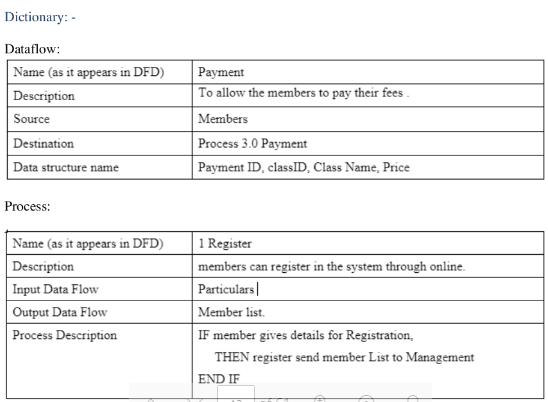 Dictionary: -
Dataflow:
Name (as it appears in DFD) Payment
Description To allow the members to pay their fees .
Source Members
Destination Process 3.0 Payment
Data structure name Payment ID, classID, Class Name, Price
Process:
Name (as it appears in DFD) 1 Register
Description members can register in the system through online.
Input Data Flow Particulars
Output Data Flow Member list.
Process Description IF member gives details for Registration,
THEN register send member List to Management
END IF